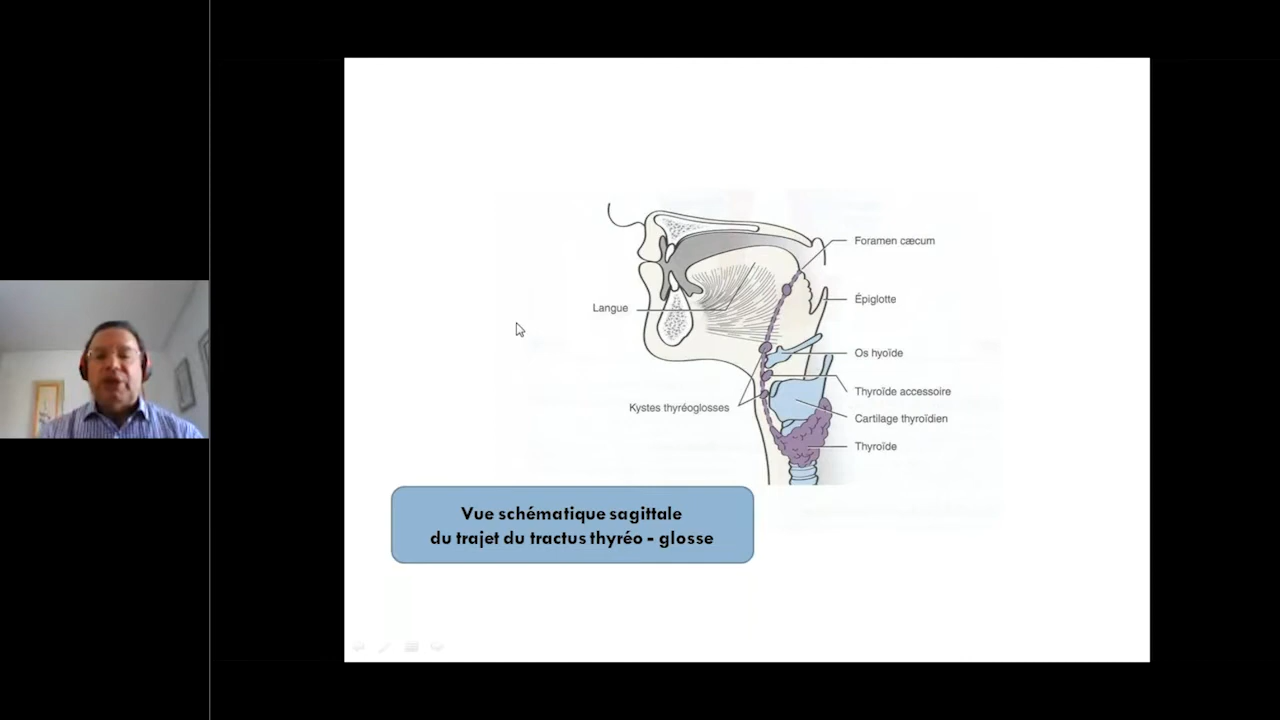 Foramen cæcum
Langue
Épiglotte
Os hyoïde
Thyroïde accessoire
Kystes thyréoglosses
Cartilage thyroïdien
Thyroïde
Vue schématique sagittale
du trajet du tractus thyréo - glosse